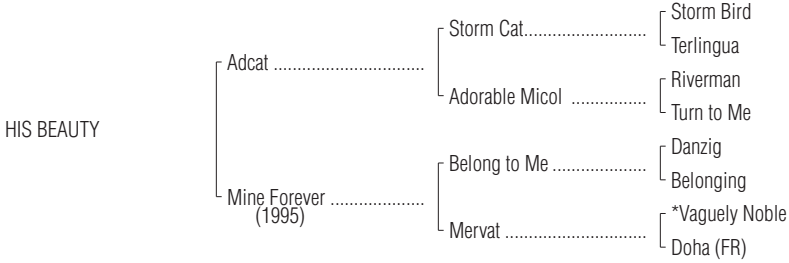 Storm Bird
Storm Cat..........................
Terlingua
Adcat ................................
Riverman
Adorable Micol ................
Turn to Me
HIS BEAUTY
Danzig
Belong to Me ....................
Belonging
Mine Forever ....................
(1995)
*Vaguely Noble
Mervat ..............................
Doha (FR)